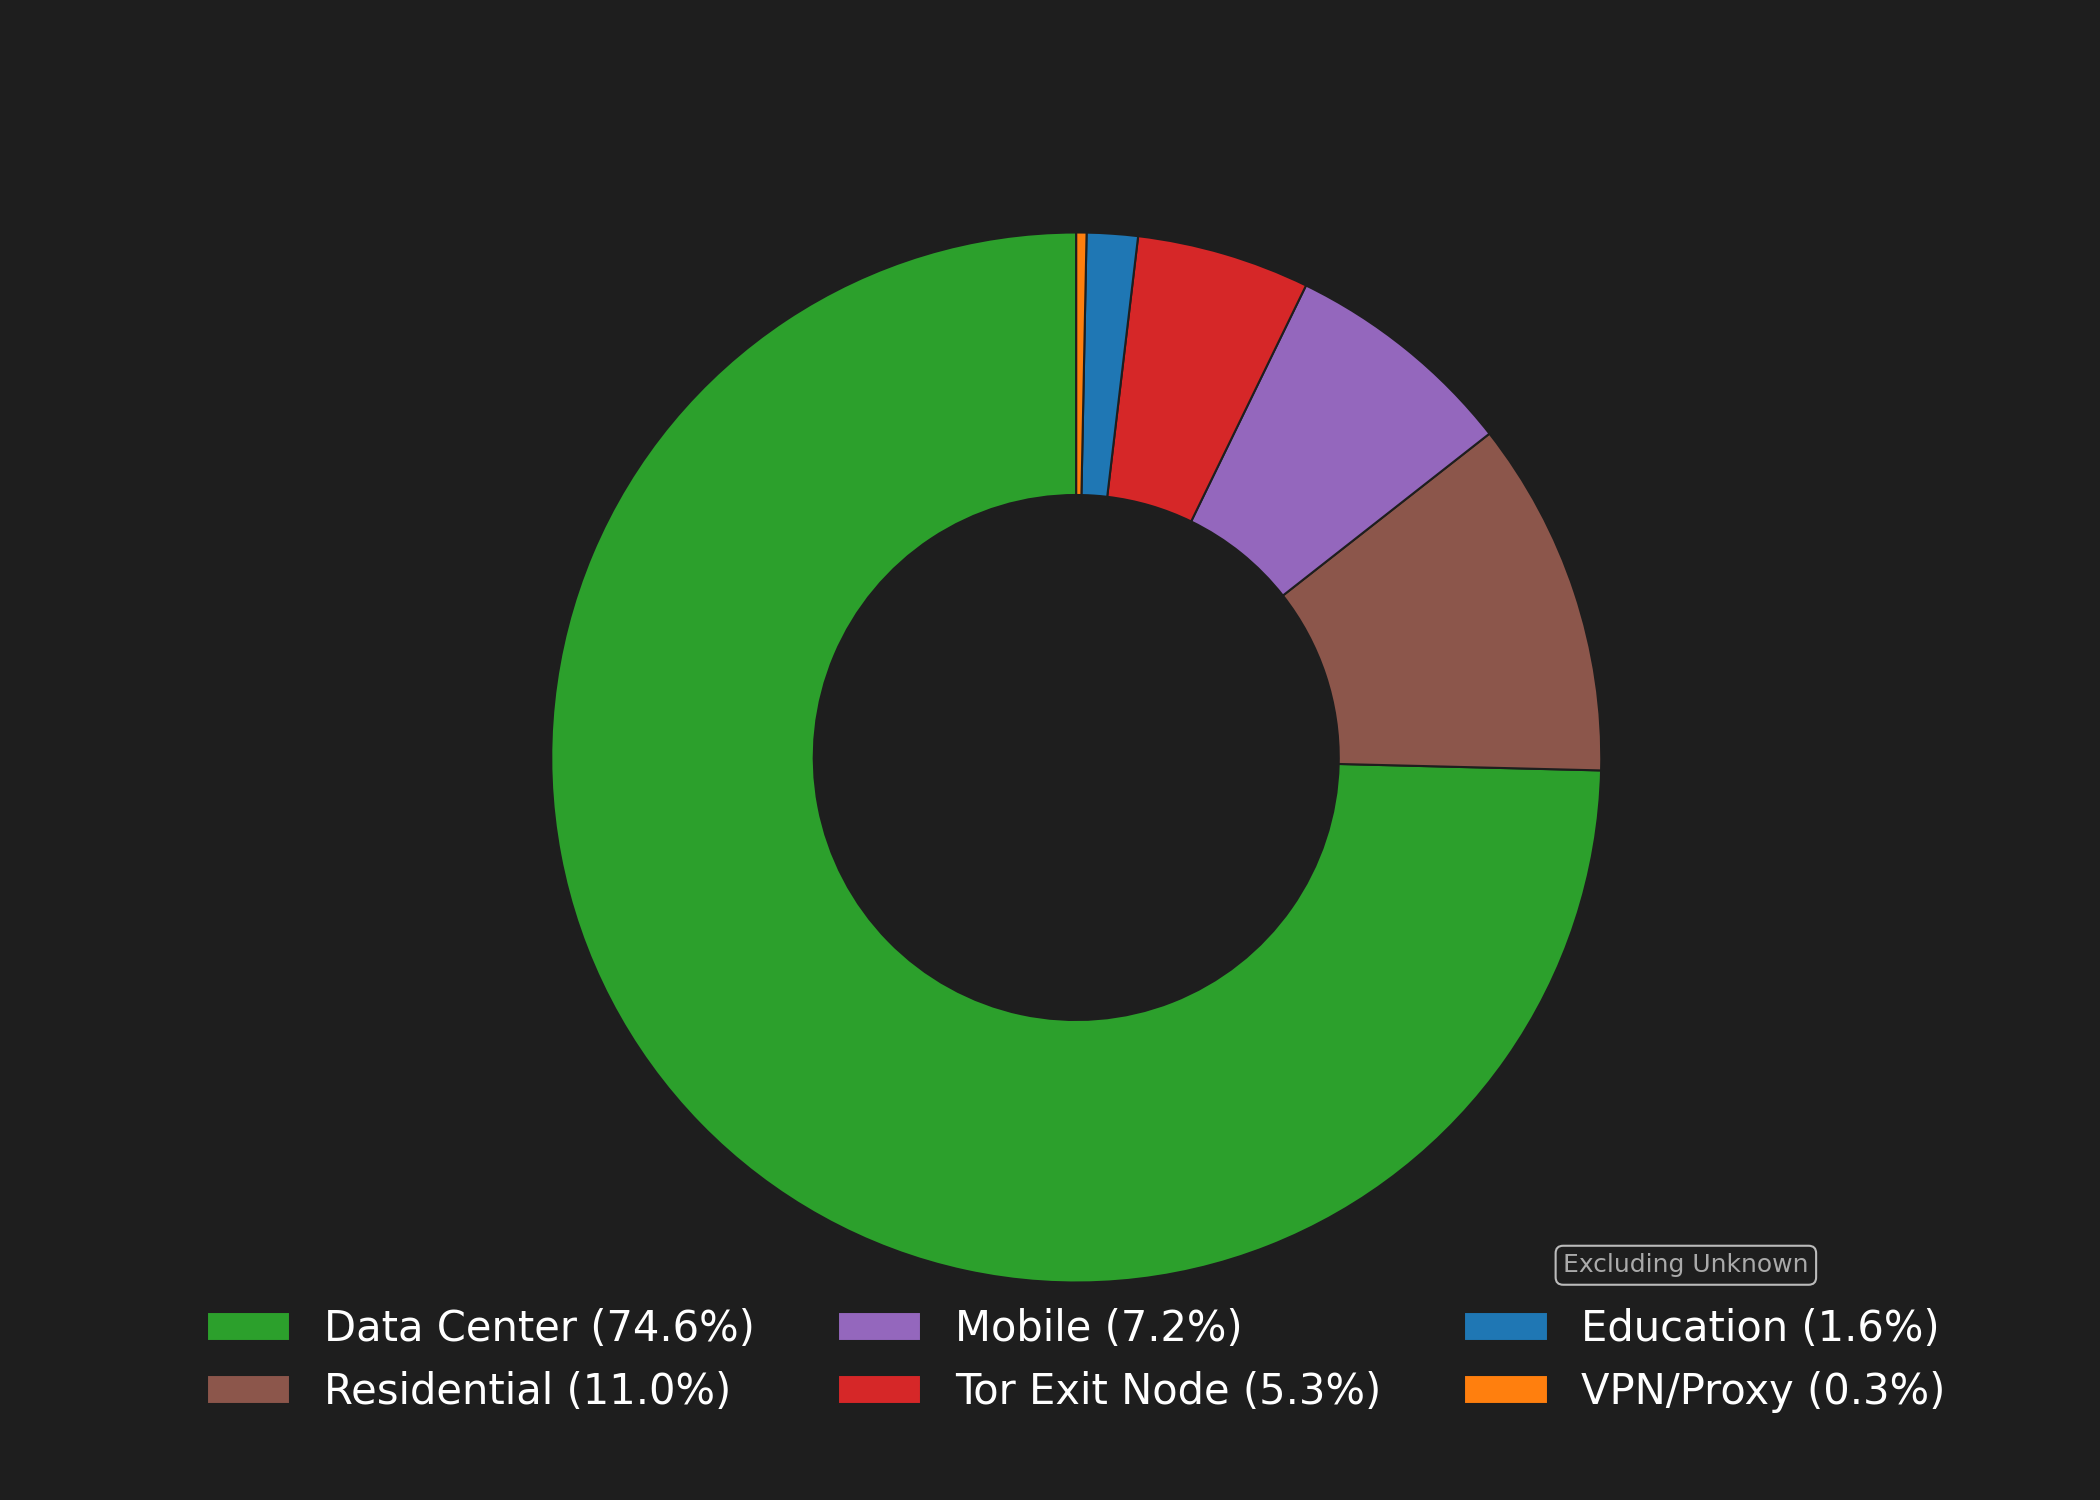 Excluding Unknown
Data Center (74.6%)
Residential (11.0%)
Mobile (7.2%)
Tor Exit Node (5.3%)
Education (1.6%)
VPN/Proxy (0.3%)